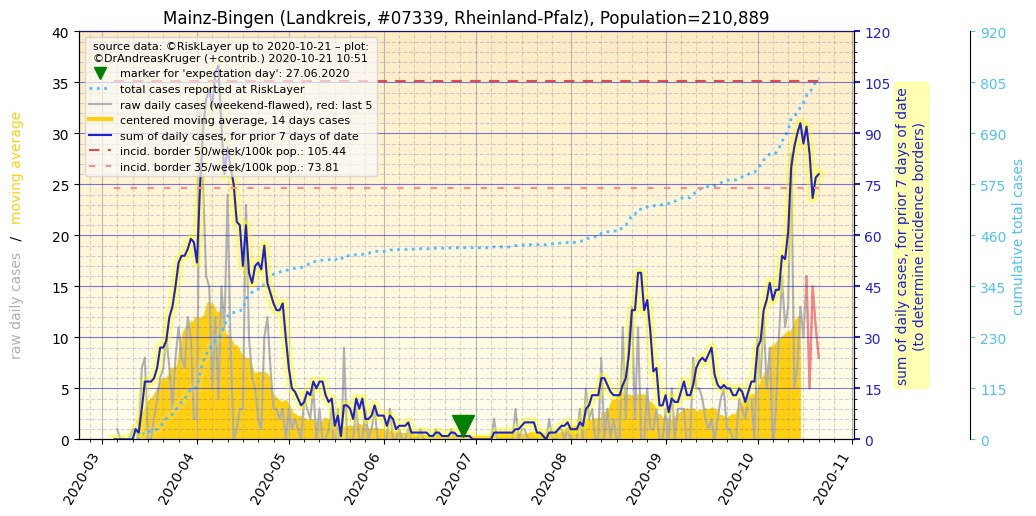 Mainz-Bingen (Landkreis, #07339, Rheinland-Pfalz), Population=210,889
source data: ©RiskLayer up to 2020-10-21 – plot:
©DrAndreasKruger (+contrib.) 2020-10-21 10:51
marker for 'expectation day': 27.06.2020
total cases reported at RiskLayer
raw daily cases (weekend-flawed), red: last 5
centered moving average, 14 days cases
sum of daily cases, for prior 7 days of date
incid. border 50/week/100k pop.: 105.44
incid. border 35/week/100k pop.: 73.81
raw daily cases / moving average
40
35
30
25
20
15
10
5
0
2020-03
2020-04
2020-05
2020-06
2020-07
2020-08
2020-09
2020-10
2020-11
120
105
90
75
60
45
30
15
0
sum of daily cases, for prior 7 days of date
(to determine incidence borders)
920
805
690
575
460
345
230
115
0
cumulative total cases